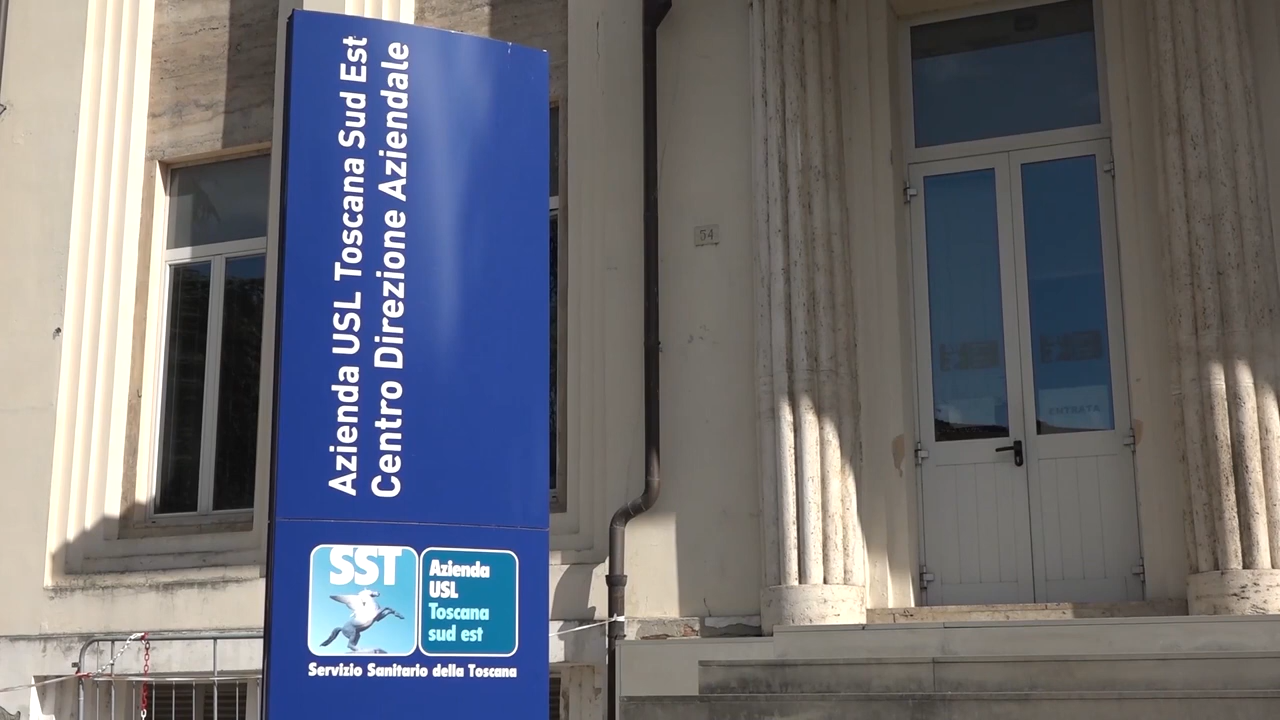 Azienda USL Toscana Sud Est
Centro Direzione Aziendale
SST
Azienda
USL
Toscana
sud est
Servizio Sanitario della Toscana
54
ENTRATA